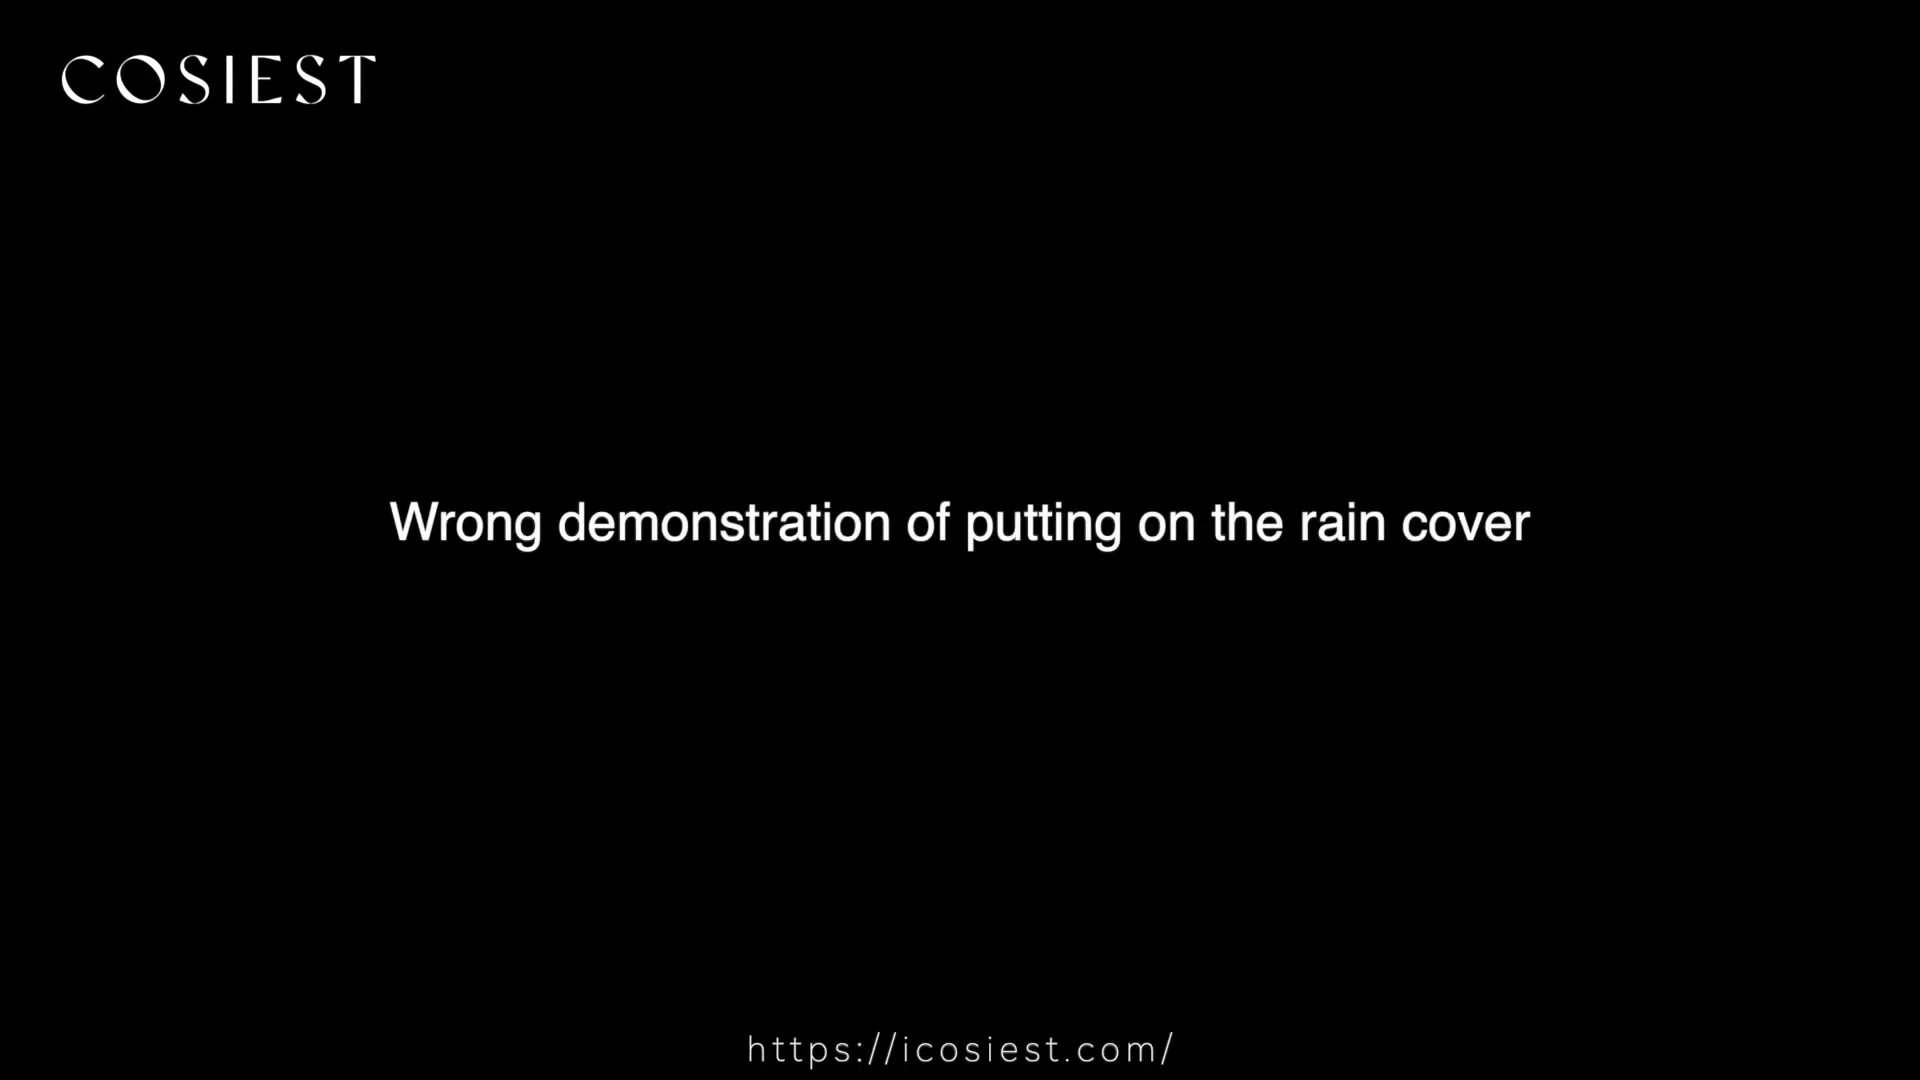 COSIEST
Wrong demonstration of putting on the rain cover
https://icosiest.com/